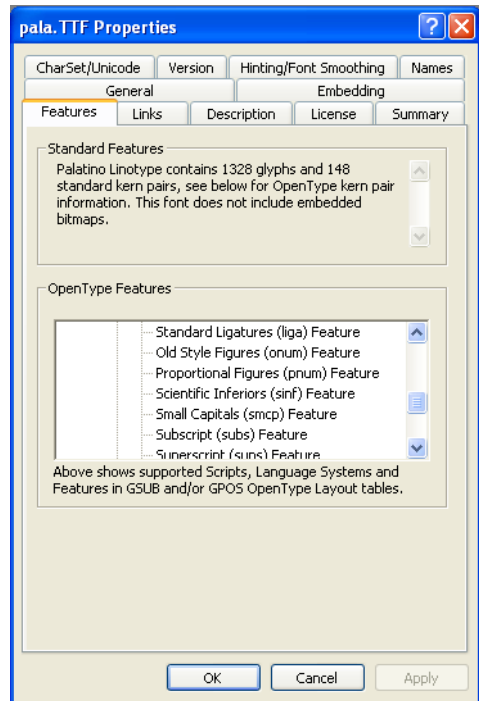 pala.TTF Properties
CharSet/Unicode Version Hinting/Font Smoothing Names
General Embedding
Features Links Description License Summary
Standard Features
Palatino Linotype contains 1328 glyphs and 148
standard kern pairs, see below for OpenType kern pair
information. This font does not include embedded
bitmaps.
OpenType Features
Standard Ligatures (liga) Feature
Old Style Figures (onum) Feature
Proportional Figures (pnum) Feature
Scientific Inferiors (sinf) Feature
Small Capitals (smcp) Feature
Subscript (subs) Feature
Superscript (sups) Feature
Above shows supported Scripts, Language Systems and
Features in GSUB and/or GPOS OpenType Layout tables.
OK Cancel Apply